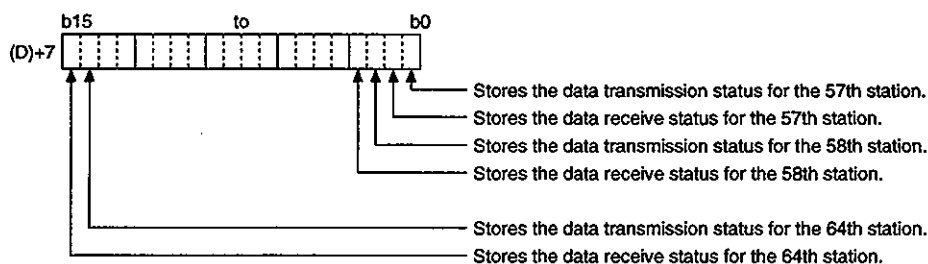 b15 to b0
(D)+7
Stores the data transmission status for the 57th station.
Stores the data receive status for the 57th station.
Stores the data transmission status for the 58th station.
Stores the data receive status for the 58th station.
Stores the data transmission status for the 64th station.
Stores the data receive status for the 64th station.